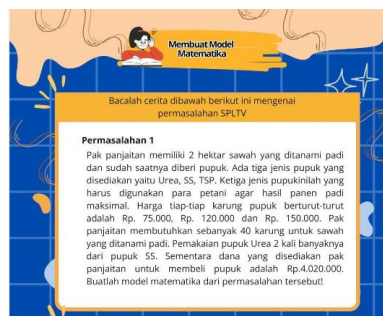 Membuat Model
Matematika
Bacalah cerita dibawah berikut ini mengenai
permasalahan SPLTV
Permasalahan 1
Pak panjaitan memiliki 2 hektar sawah yang ditanami padi
dan sudah saatnya diberi pupuk. Ada tiga jenis pupuk yang
disediakan yaitu Urea, SS, TSP. Ketiga jenis pupukinilah yang
harus digunakan para petani agar hasil panen padi
maksimal. Harga tiap-tiap karung pupuk berturut-turut
adalah Rp. 75.000, Rp. 120.000 dan Rp. 150.000. Pak
panjaitan membutuhkan sebanyak 40 karung untuk sawah
yang ditanami padi. Pemakaian pupuk Urea 2 kali banyaknya
dari pupuk SS. Sementara dana yang disediakan pak
panjaitan untuk membeli pupuk adalah Rp.4.020.000.
Buatlah model matematika dari permasalahan tersebut!